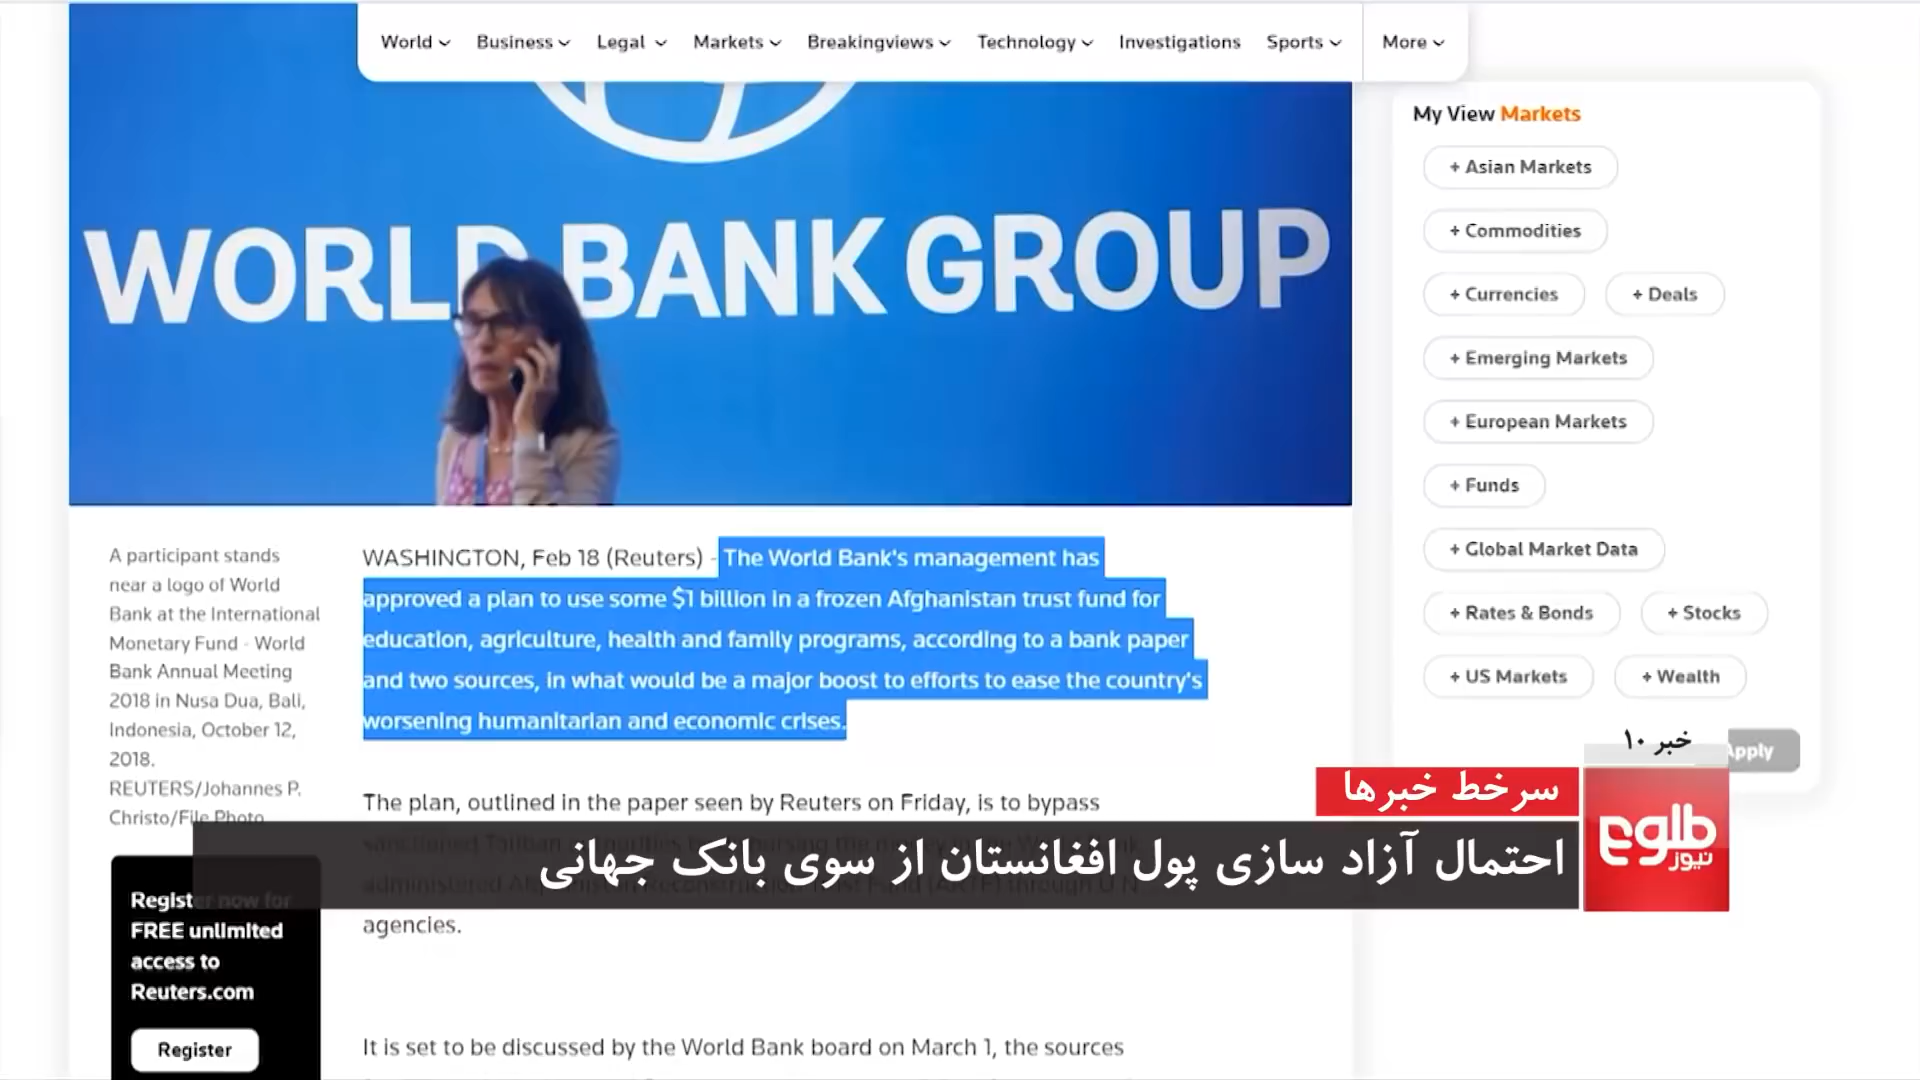 World Business Legal Markets Breakingviews Technology Investigations Sports More
WORLD BANK GROUP
My View Markets
+ Asian Markets
+ Commodities
+ Currencies + Deals
+ Emerging Markets
+ European Markets
+ Funds
+ Global Market Data
+ Rates & Bonds + Stocks
+ US Markets + Wealth
Apply
A participant stands
near a logo of World
Bank at the International
Monetary Fund - World
Bank Annual Meeting
2018 in Nusa Dua, Bali,
Indonesia, October 12,
2018.
REUTERS/Johannes P.
Christo/File Photo
WASHINGTON, Feb 18 (Reuters) - The World Bank's management has
approved a plan to use some $1 billion in a frozen Afghanistan trust fund for
education, agriculture, health and family programs, according to a bank paper
and two sources, in what would be a major boost to efforts to ease the country's
worsening humanitarian and economic crises.
The plan, outlined in the paper seen by Reuters on Friday, is to bypass
agencies.
It is set to be discussed by the World Bank board on March 1, the sources
Register now for
FREE unlimited
access to
Reuters.com
Register
خبر ۱۰
سرخط خبرها
احتمال آزاد سازی پول افغانستان از سوی بانک جهانی
طلوع
نیوز